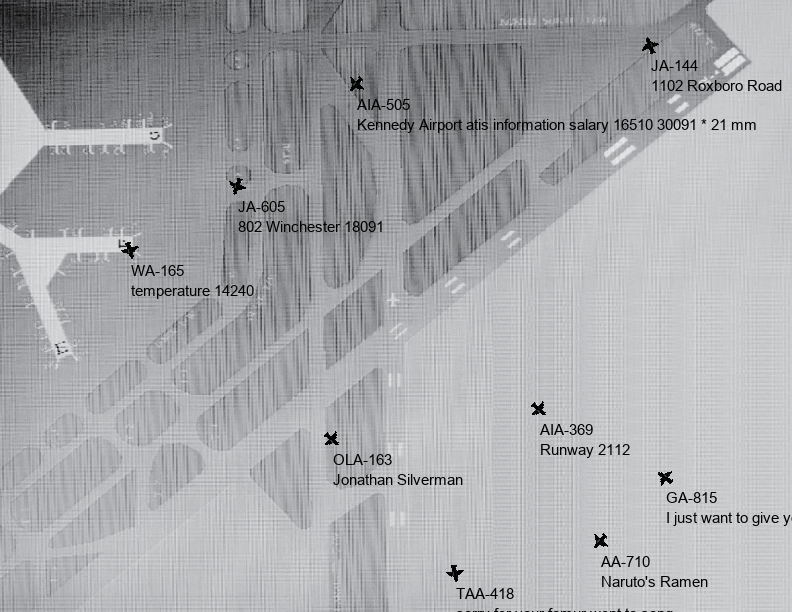 JA-144
1102 Roxboro Road
AIA-505
Kennedy Airport atis information salary 16510 30091 * 21 mm
JA-605
802 Winchester 18091
WA-165
temperature 14240
AIA-369
Runway 2112
OLA-163
Jonathan Silverman
GA-815
I just want to give
AA-710
Naruto's Ramen
TAA-418